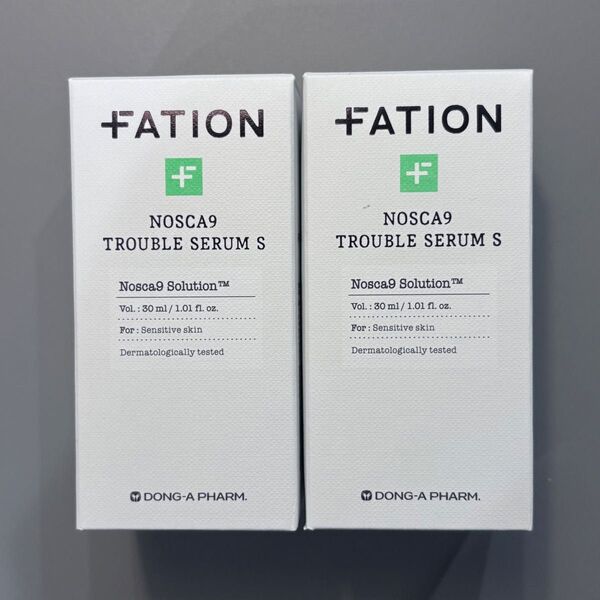 FATION
NOSCA9
TROUBLE SERUM S
Nosca9 Solution™
Vol. : 30 ml / 1.01 fl. oz.
For : Sensitive skin
Dermatologically tested
DONG-A PHARM.
FATION
NOSCA9
TROUBLE SERUM S
Nosca9 Solution™
Vol. : 30 ml / 1.01 fl. oz.
For : Sensitive skin
Dermatologically tested
DONG-A PHARM.